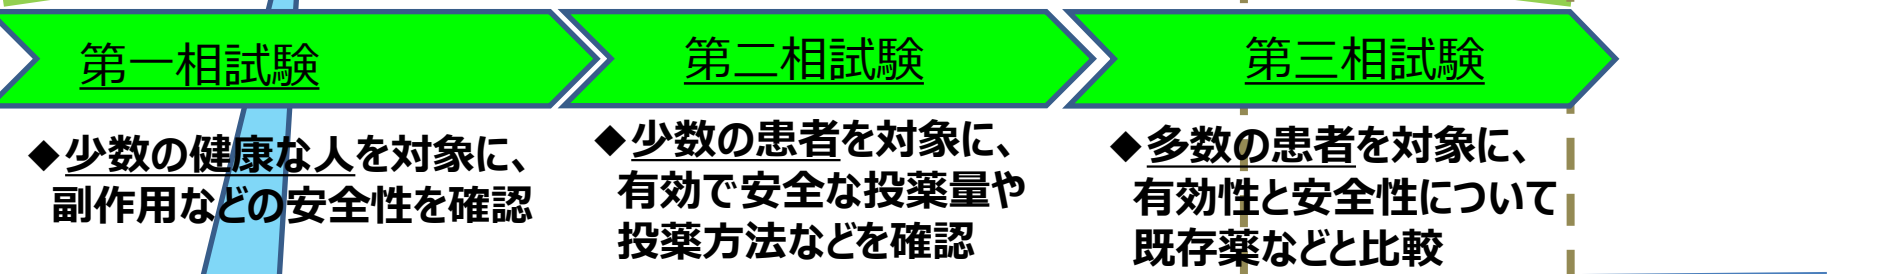 第一相試験
◆少数の健康な人を対象に、
副作用などの安全性を確認
第二相試験
◆少数の患者を対象に、
有効で安全な投薬量や
投薬方法などを確認
第三相試験
◆多数の患者を対象に、
有効性と安全性について
既存薬などと比較